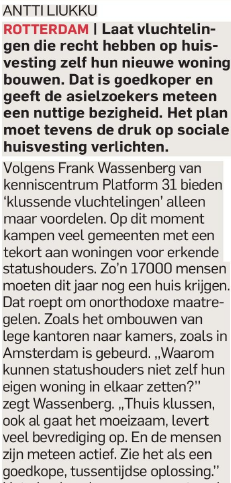 ANTTI LIUKKU
ROTTERDAM | Laat vluchtelin-
gen die recht hebben op huis-
vesting zelf hun nieuwe woning
bouwen. Dat is goedkoper en
geeft de asielzoekers meteen
een nuttige bezigheid. Het plan
moet tevens de druk op sociale
huisvesting verlichten.
Volgens Frank Wassenberg van
kenniscentrum Platform 31 bieden
‘klussende vluchtelingen’ alleen
maar voordelen. Op dit moment
kampen veel gemeenten met een
tekort aan woningen voor erkende
statushouders. Zo’n 17000 mensen
moeten dit jaar nog een huis krijgen.
Dat roept om onorthodoxe maatre-
gelen. Zoals het ombouwen van
lege kantoren naar kamers, zoals in
Amsterdam is gebeurd. „Waarom
kunnen statushouders niet zelf hun
eigen woning in elkaar zetten?”
zegt Wassenberg. „Thuis klussen,
ook al gaat het moeizaam, levert
veel bevrediging op. En de mensen
zijn meteen actief. Zie het als een
goedkope, tussentijdse oplossing.”